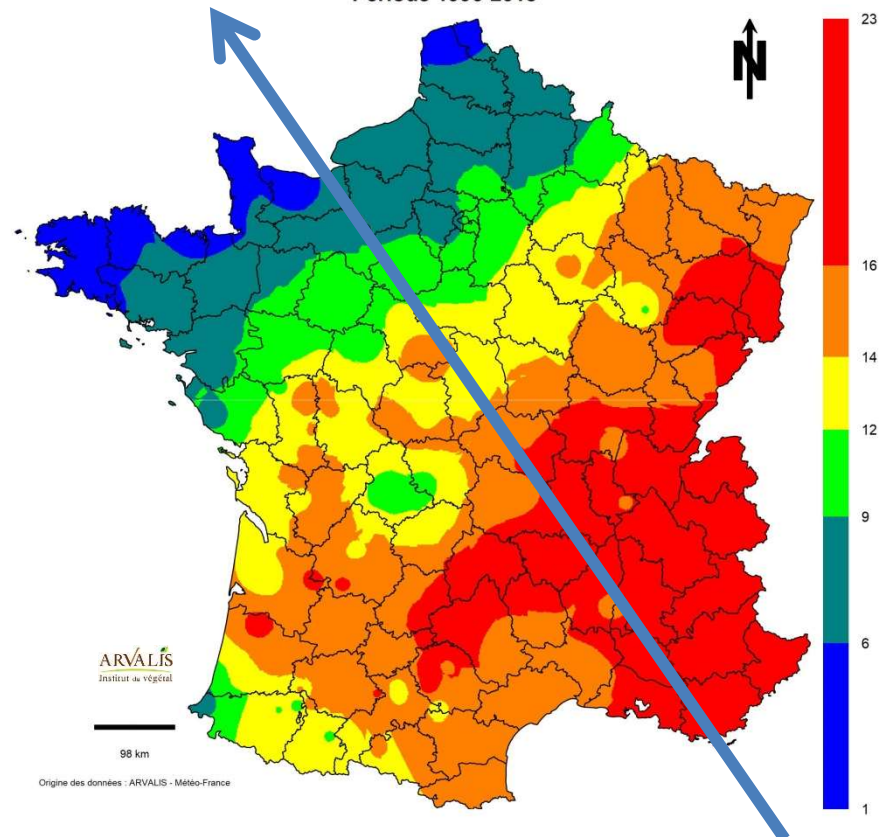 N
23
16
14
12
9
6
1
ARVALIS
Institut du végétal
98 km
Origine des données : ARVALIS - Météo-France